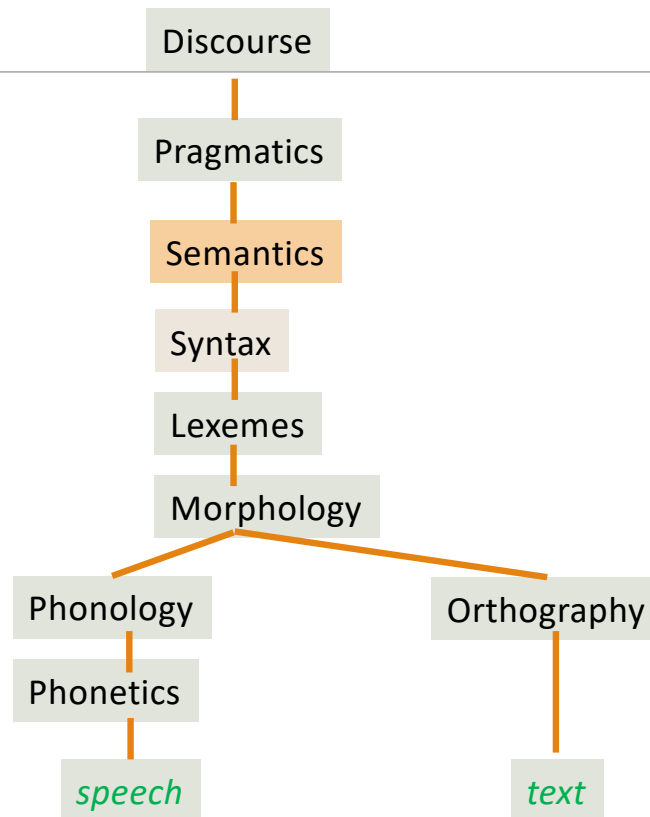 Discourse
Pragmatics
Semantics
Syntax
Lexemes
Morphology
Phonology
Orthography
Phonetics
speech
text